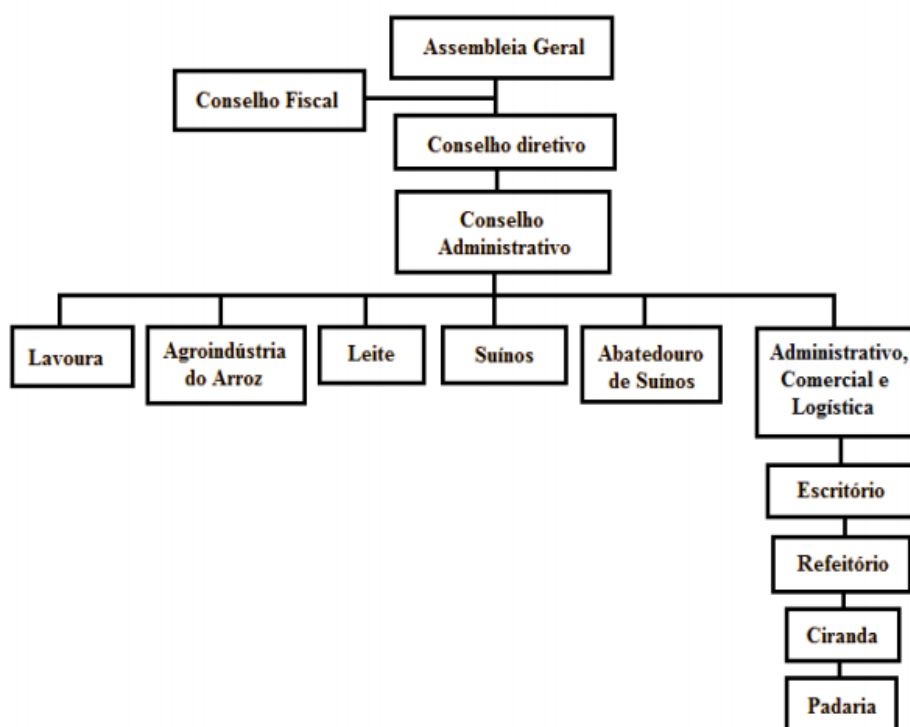 Assembleia Geral
Conselho Fiscal
Conselho diretivo
Conselho
Administrativo
Lavoura
Agroindústria
do Arroz
Leite
Suínos
Abatedouro
de Suínos
Administrativo,
Comercial e
Logística
Escritório
Refeitório
Ciranda
Padaria